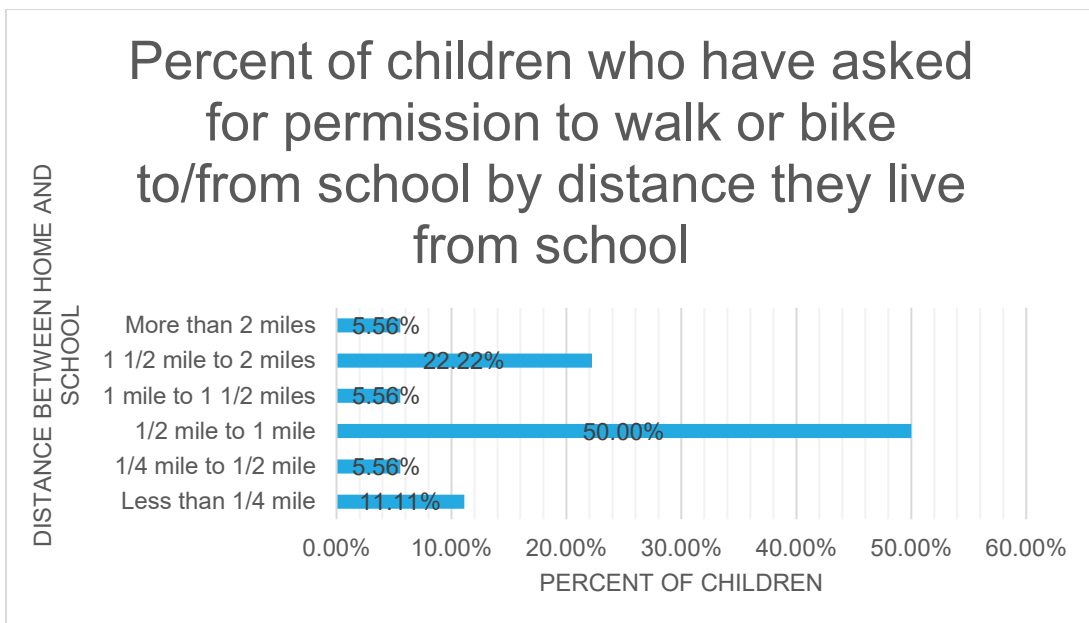 Percent of children who have asked
for permission to walk or bike
to/from school by distance they live
from school
DISTANCE BETWEEN HOME AND
SCHOOL
More than 2 miles 5.56%
1 1/2 mile to 2 miles 22.22%
1 mile to 1 1/2 miles 5.56%
1/2 mile to 1 mile 50.00%
1/4 mile to 1/2 mile 5.56%
Less than 1/4 mile 11.11%
0.00% 10.00% 20.00% 30.00% 40.00% 50.00% 60.00%
PERCENT OF CHILDREN